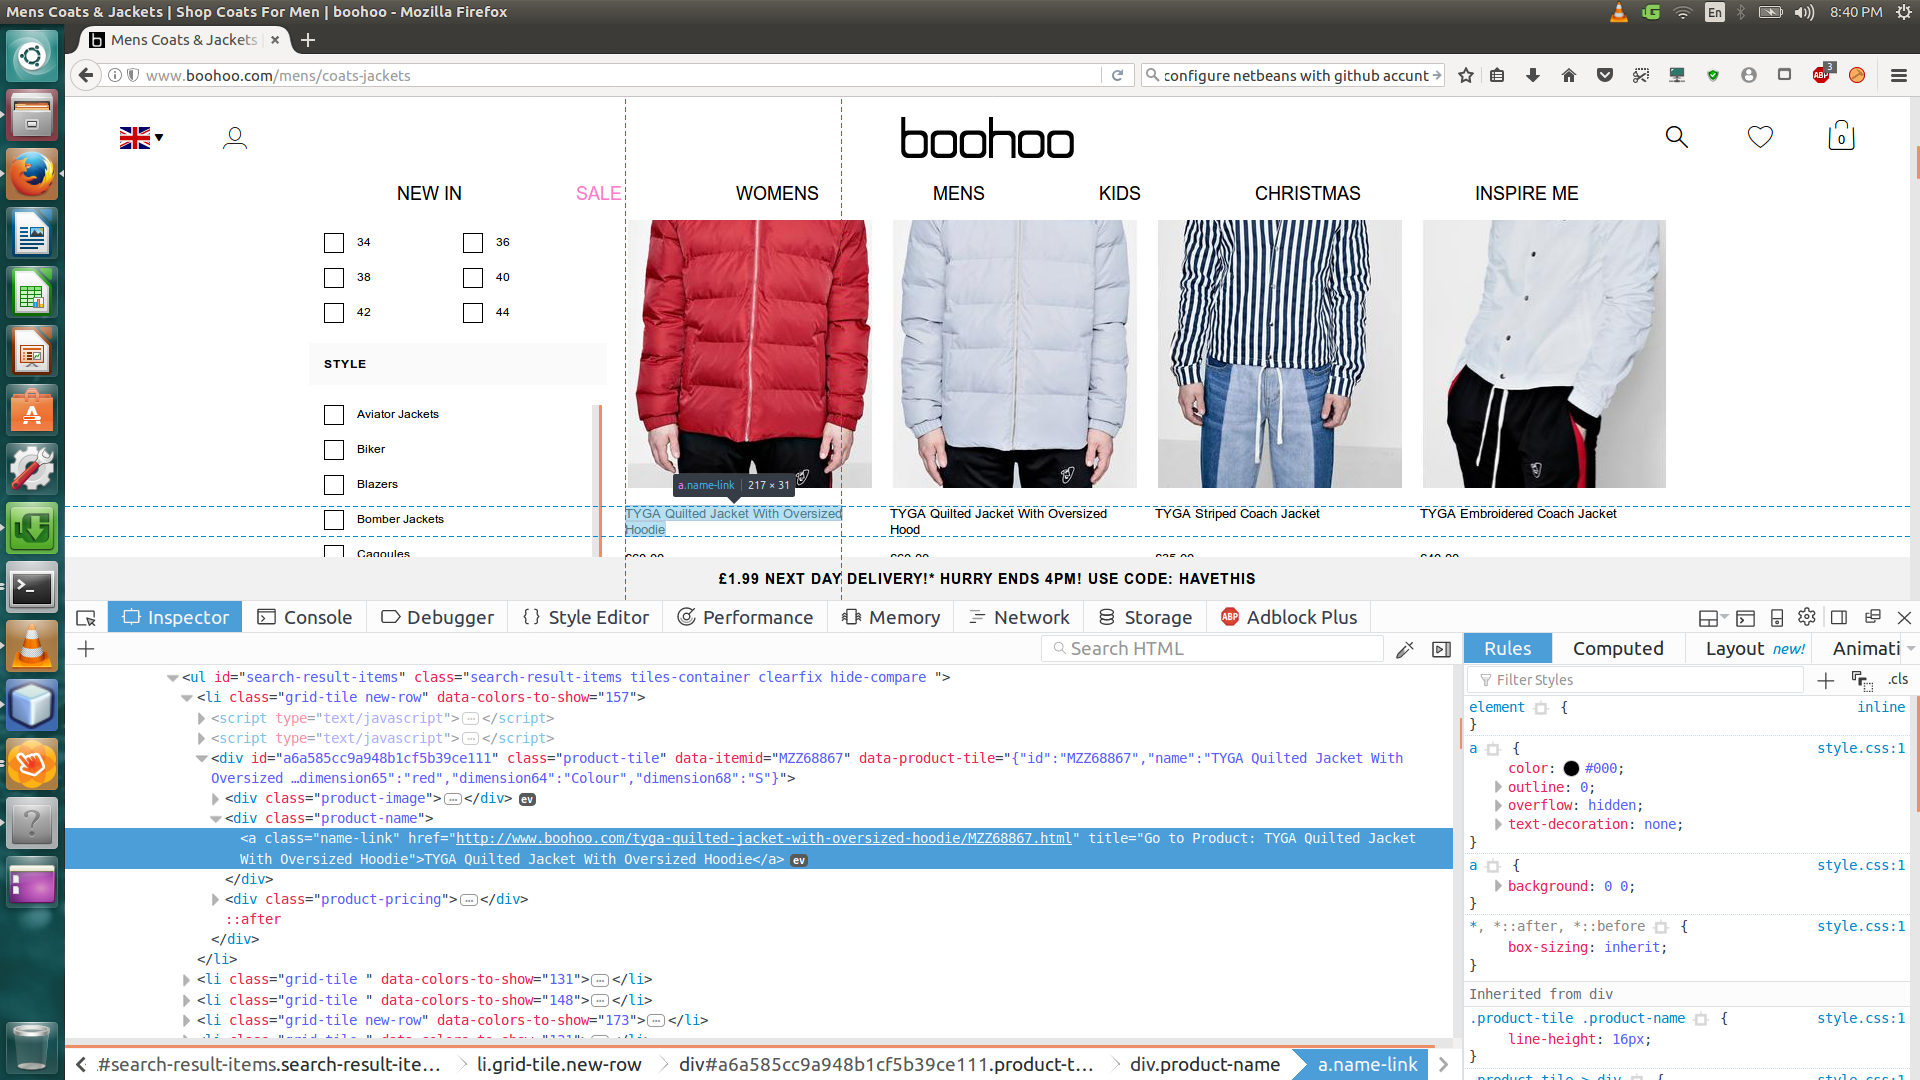 Mens Coats & Jackets | Shop Coats For Men | boohoo - Mozilla Firefox
En
8:40 PM
Mens Coats & Jackets
www.boohoo.com/mens/coats-jackets
configure netbeans with github accunt
ABP
3
boohoo
0
NEW IN
SALE
WOMENS
MENS
KIDS
CHRISTMAS
INSPIRE ME
34
36
38
40
42
44
STYLE
Aviator Jackets
Biker
Blazers
Bomber Jackets
Cagoules
a.name-link | 217 × 31
TYGA Quilted Jacket With Oversized
Hoodie
TYGA Quilted Jacket With Oversized
Hood
TYGA Striped Coach Jacket
TYGA Embroidered Coach Jacket
£1.99 NEXT DAY DELIVERY!* HURRY ENDS 4PM! USE CODE: HAVETHIS
Inspector
Console
Debugger
{ } Style Editor
Performance
Memory
Network
Storage
ABP Adblock Plus
Search HTML
Rules
Computed
Layout new!
Animati
Filter Styles
.cls
<ul id="search-result-items" class="search-result-items tiles-container clearfix hide-compare ">
<li class="grid-tile new-row" data-colors-to-show="157">
<script type="text/javascript"></script>
<script type="text/javascript"></script>
<div id="a6a585cc9a948b1cf5b39ce111" class="product-tile" data-itemid="MZZ68867" data-product-tile="{"id":"MZZ68867","name":"TYGA Quilted Jacket With
Oversized …dimension65":"red","dimension64":"Colour","dimension68":"S"}">
<div class="product-image"></div> ev
<div class="product-name">
<a class="name-link" href="http://www.boohoo.com/tyga-quilted-jacket-with-oversized-hoodie/MZZ68867.html" title="Go to Product: TYGA Quilted Jacket
With Oversized Hoodie">TYGA Quilted Jacket With Oversized Hoodie</a> ev
</div>
<div class="product-pricing"></div>
::after
</div>
</li>
<li class="grid-tile " data-colors-to-show="131"></li>
<li class="grid-tile " data-colors-to-show="148"></li>
<li class="grid-tile new-row" data-colors-to-show="173"></li>
element { inline
}
a { style.css:1
color: #000;
outline: 0;
overflow: hidden;
text-decoration: none;
}
a { style.css:1
background: 0 0;
}
*, *::after, *::before { style.css:1
box-sizing: inherit;
}
Inherited from div
.product-tile .product-name { style.css:1
line-height: 16px;
}
#search-result-items.search-result-ite…
li.grid-tile.new-row
div#a6a585cc9a948b1cf5b39ce111.product-t…
div.product-name
a.name-link